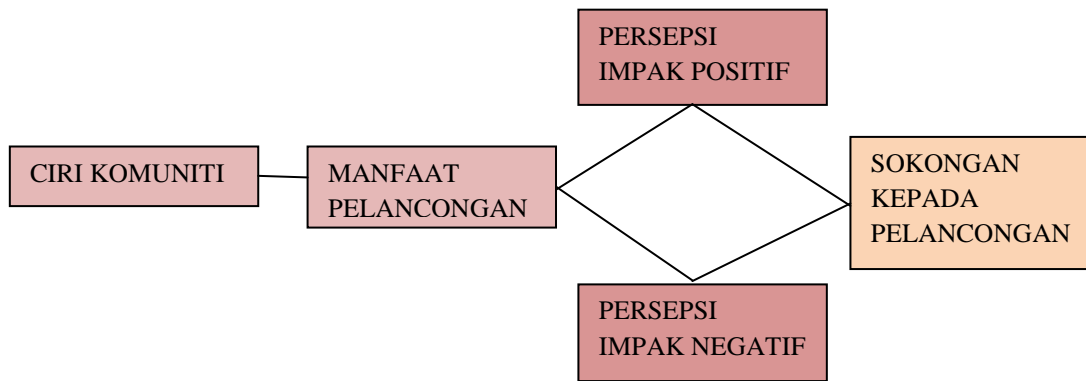 PERSEPSI
IMPAK POSITIF
CIRI KOMUNITI
MANFAAT
PELANCONGAN
SOKONGAN
KEPADA
PELANCONGAN
PERSEPSI
IMPAK NEGATIF